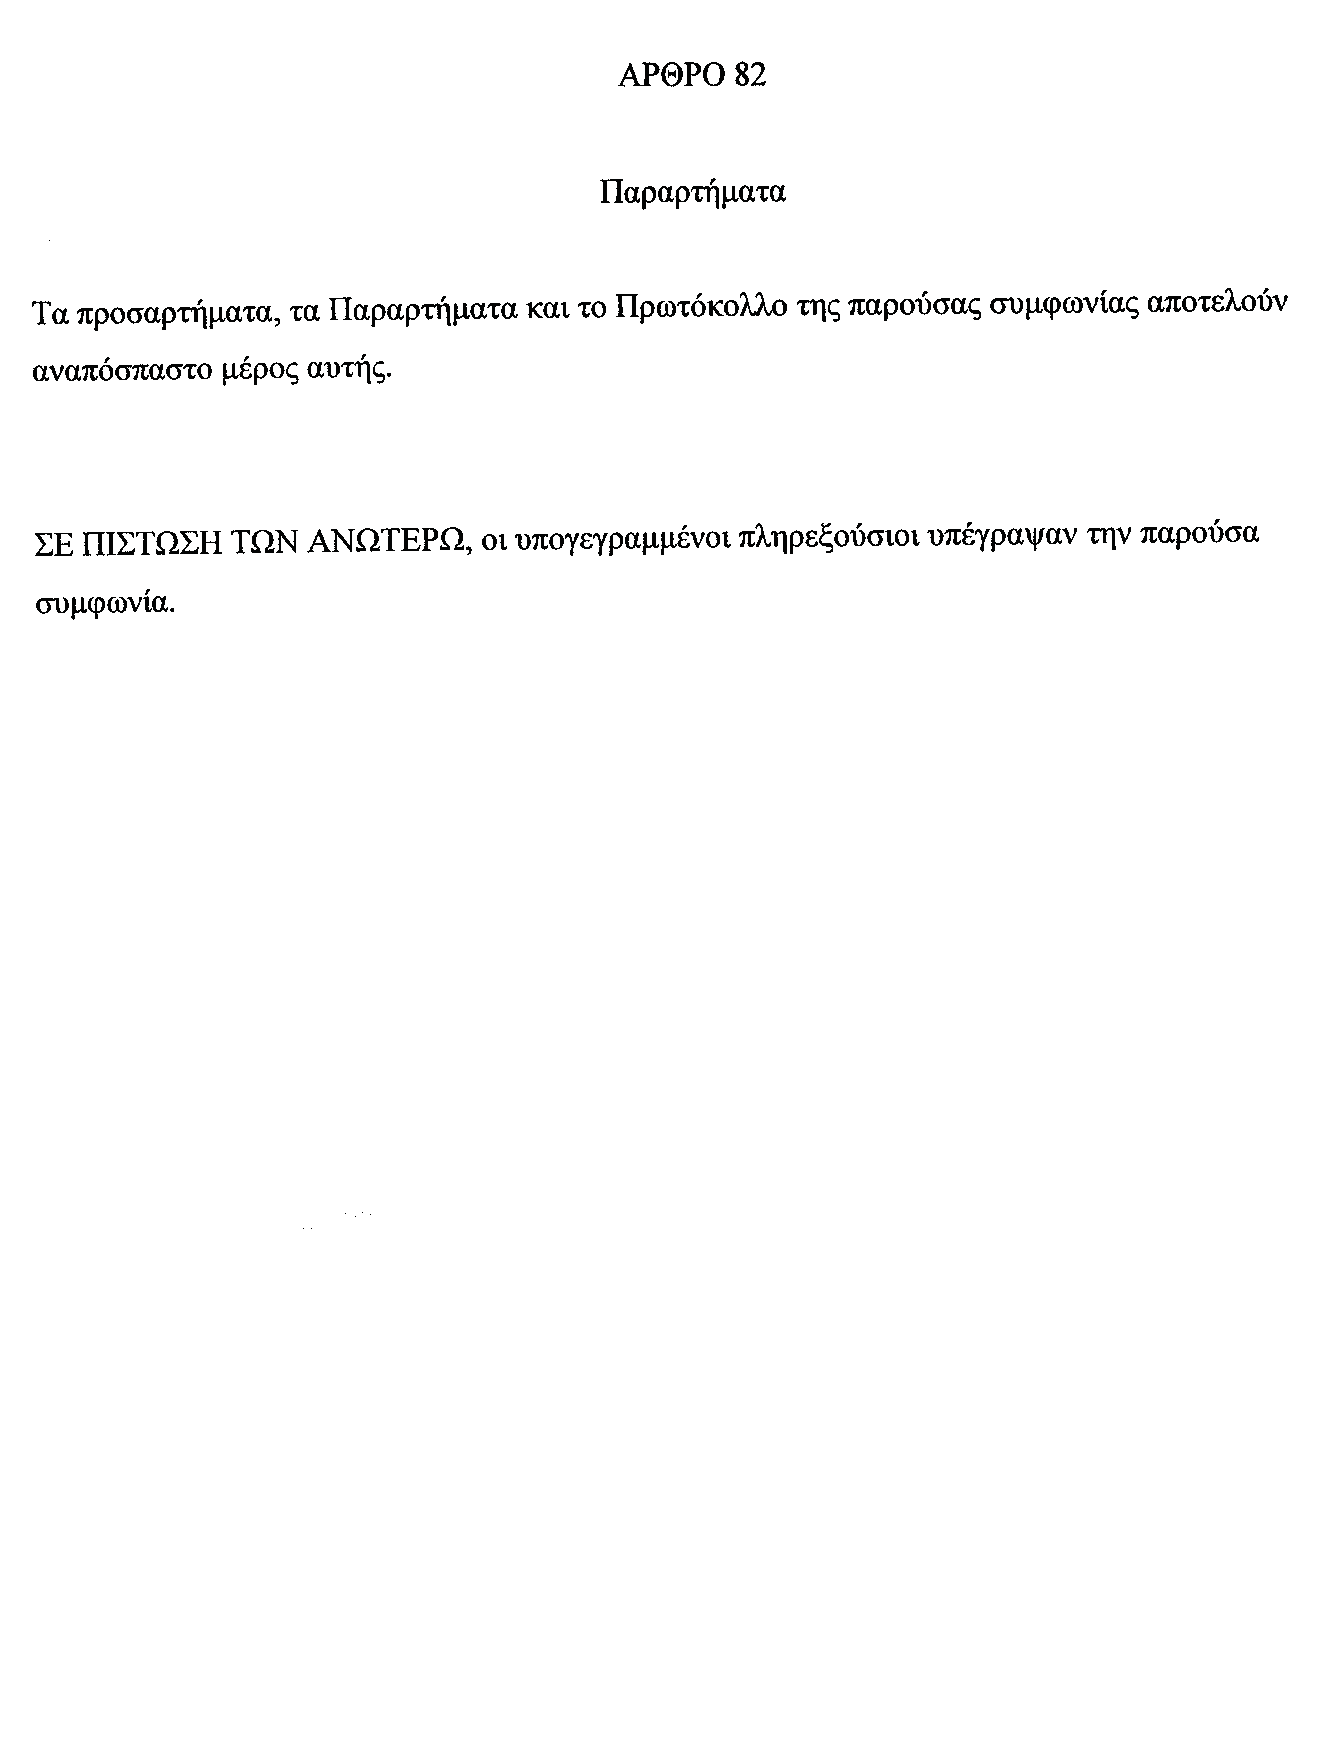 ΑΡΘΡΟ 82
Παραρτήματα
Τα προσαρτήματα, τα Παραρτήματα και το Πρωτόκολλο της παρούσας συμφωνίας αποτελούν
αναπόσπαστο μέρος αυτής.
ΣΕ ΠΙΣΤΩΣΗ ΤΩΝ ΑΝΩΤΕΡΩ, οι υπογεγραμμένοι πληρεξούσιοι υπέγραψαν την παρούσα
συμφωνία.